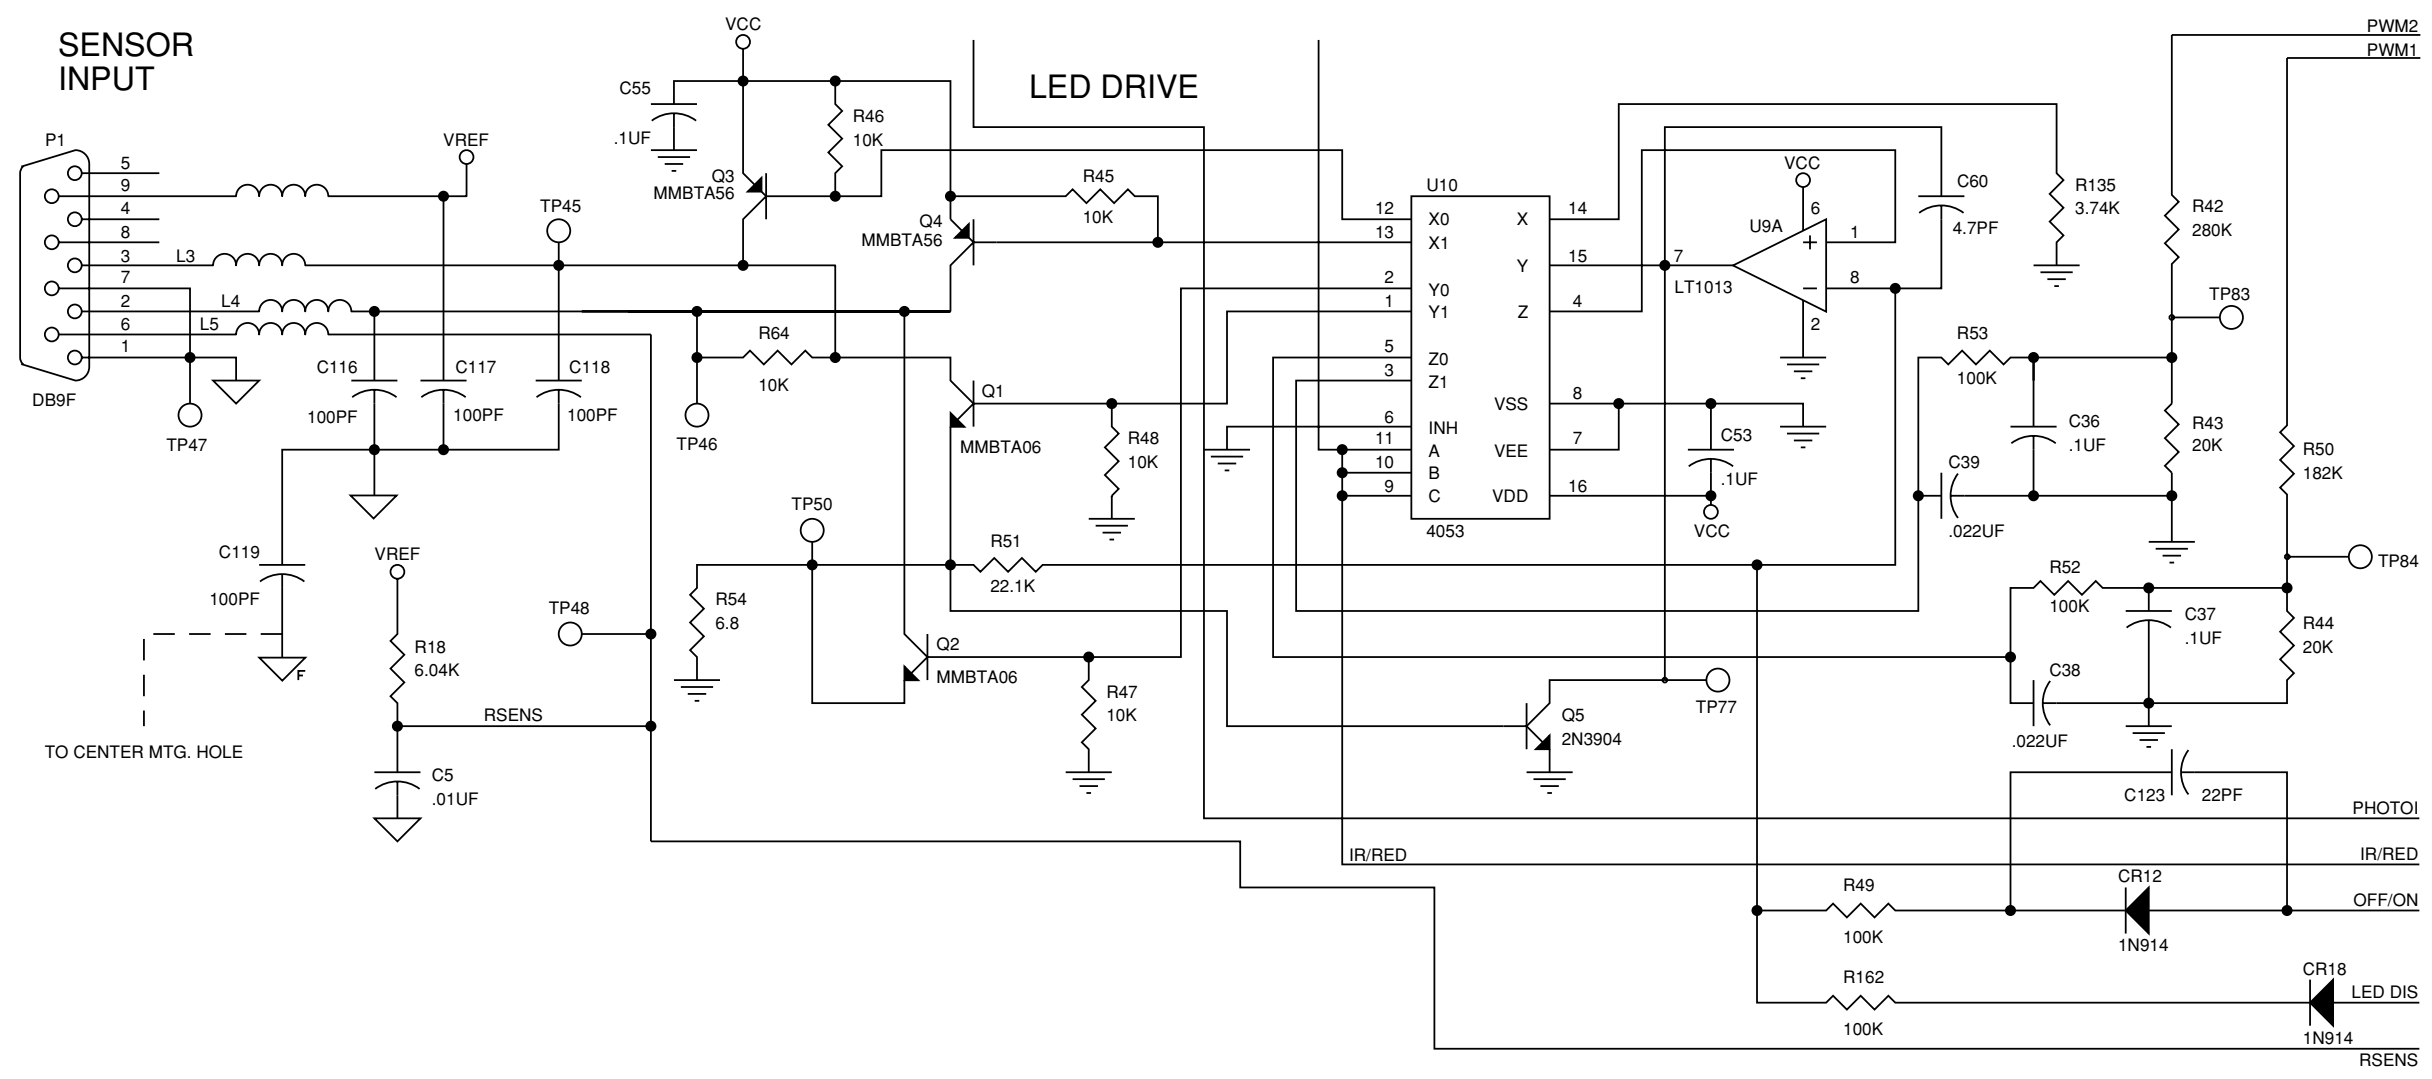 SENSOR
INPUT
VCC
PWM2
PWM1
LED DRIVE
C55
.1UF
R46
10K
P1
VREF
5
9
4
8
3
7
2
6
1
L3
L4
L5
DB9F
TP45
Q3
MMBTA56
R45
10K
Q4
MMBTA56
U10
12
13
2
1
5
3
6
11
10
9
X0
X1
Y0
Y1
Z0
Z1
INH
A
B
C
X
Y
Z
VSS
VEE
VDD
14
15
4
8
7
16
4053
VCC
6
U9A
+
1
7
LT1013
−
8
2
C60
4.7PF
R135
3.74K
R42
280K
TP83
R64
10K
R53
100K
C116
100PF
C117
100PF
C118
100PF
TP47
TP46
Q1
MMBTA06
R48
10K
C53
.1UF
VCC
C36
.1UF
R43
20K
C39
.022UF
R50
182K
TP50
C119
100PF
F
VREF
R51
22.1K
TP84
R52
100K
TP48
R54
6.8
R18
6.04K
C37
.1UF
R44
20K
Q2
MMBTA06
R47
10K
C38
.022UF
TP77
Q5
2N3904
RSENS
TO CENTER MTG. HOLE
C5
.01UF
C123
22PF
PHOTOI
IR/RED
IR/RED
R49
100K
CR12
1N914
OFF/ON
R162
100K
CR18
1N914
LED DIS
RSENS